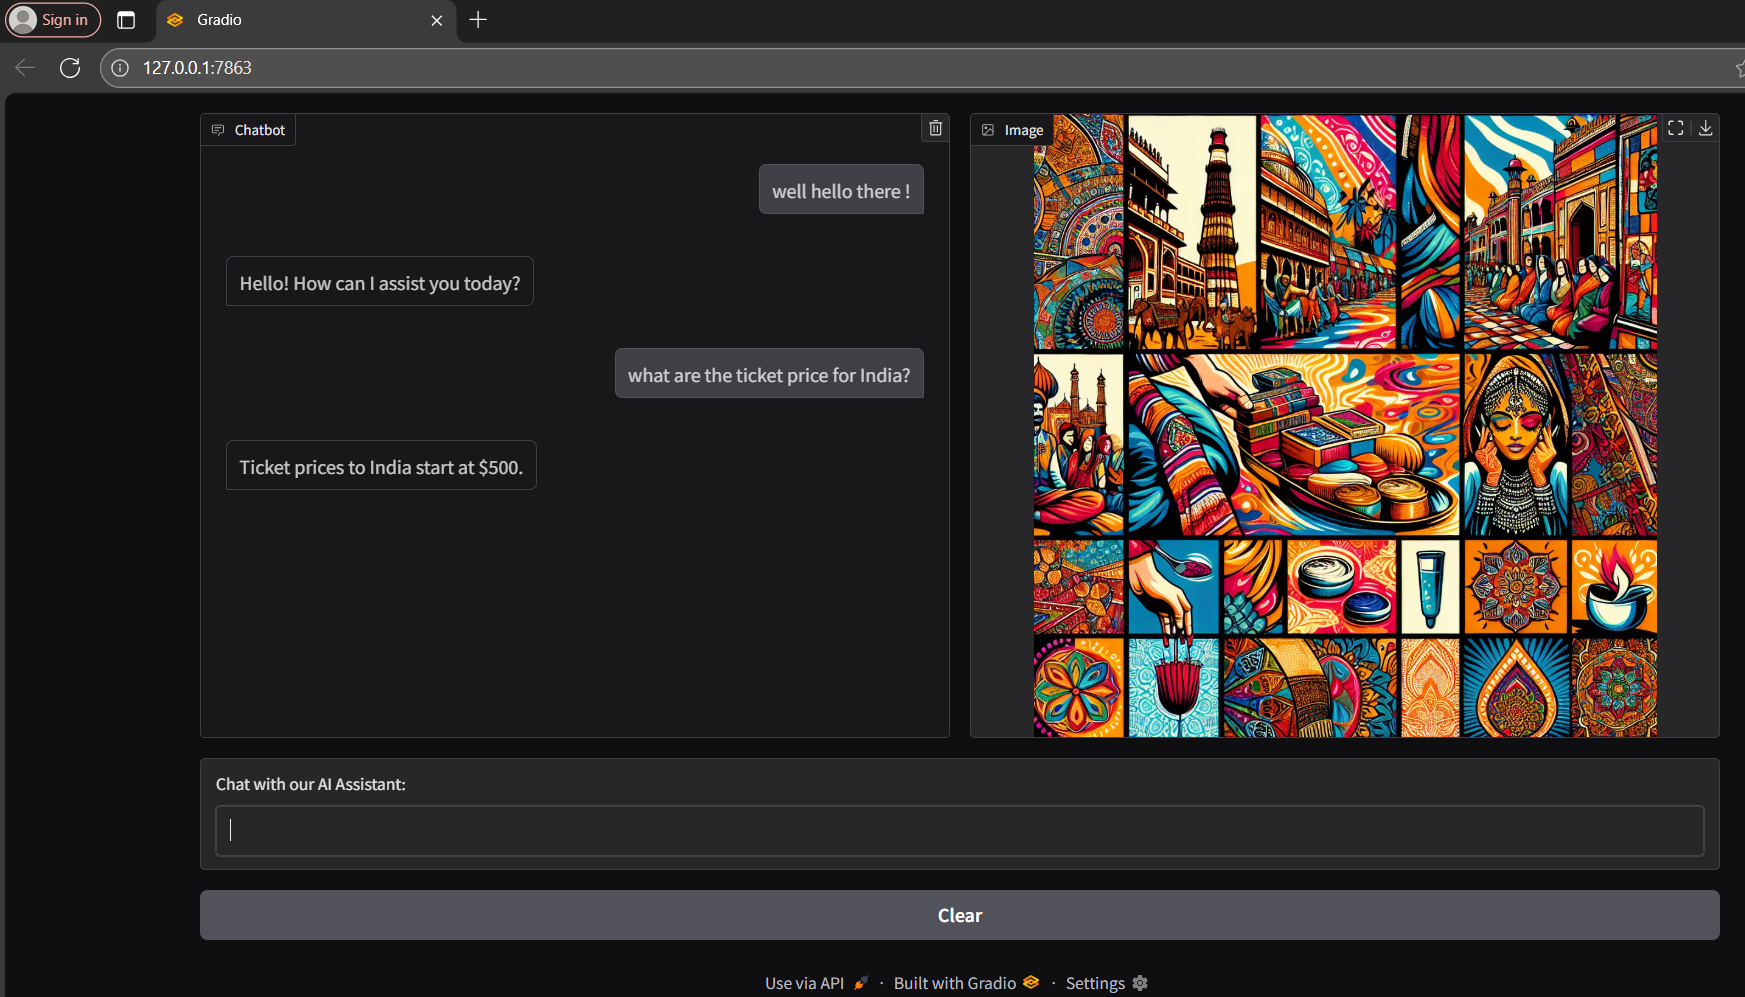 Sign in
Gradio
127.0.0.1:7863
Chatbot
well hello there !
Hello! How can I assist you today?
what are the ticket price for India?
Ticket prices to India start at $500.
Image
Chat with our AI Assistant:
Clear
Use via API · Built with Gradio · Settings